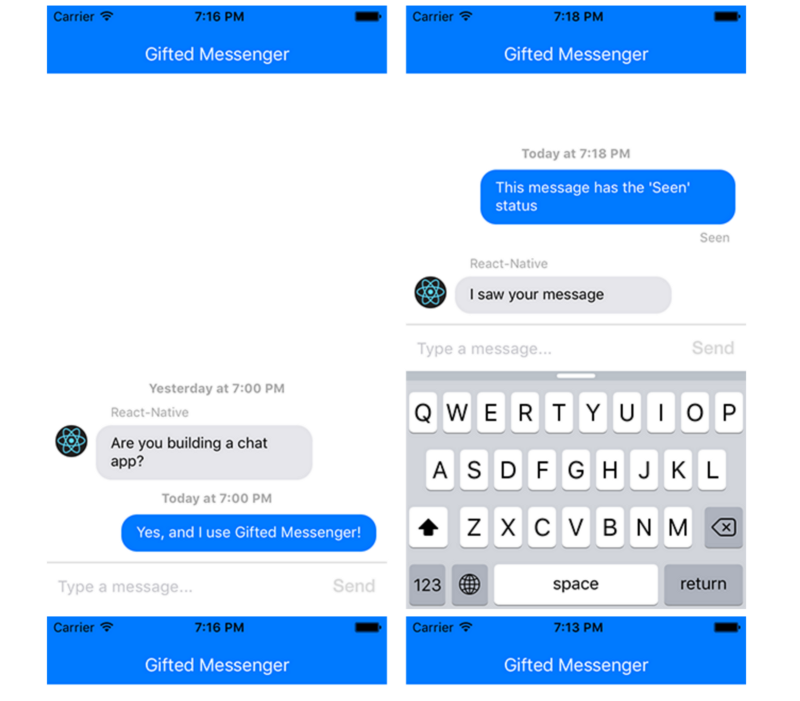 Carrier 7:16 PM
Gifted Messenger
Yesterday at 7:00 PM
React-Native
Are you building a chat
app?
Today at 7:00 PM
Yes, and I use Gifted Messenger!
Type a message... Send
Carrier 7:18 PM
Gifted Messenger
Today at 7:18 PM
This message has the 'Seen'
status
Seen
React-Native
I saw your message
Type a message... Send
Q W E R T Y U I O P
A S D F G H J K L
Z X C V B N M
123 space return
Carrier 7:16 PM
Gifted Messenger
Carrier 7:13 PM
Gifted Messenger